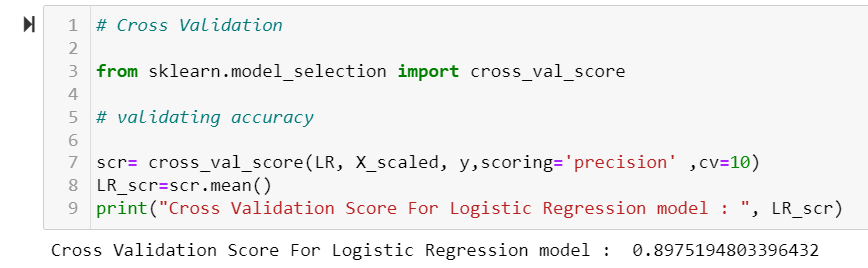 1 # Cross Validation
2
3 from sklearn.model_selection import cross_val_score
4
5 # validating accuracy
6
7 scr= cross_val_score(LR, X_scaled, y,scoring='precision' ,cv=10)
8 LR_scr=scr.mean()
9 print("Cross Validation Score For Logistic Regression model : ", LR_scr)
Cross Validation Score For Logistic Regression model :  0.8975194803396432